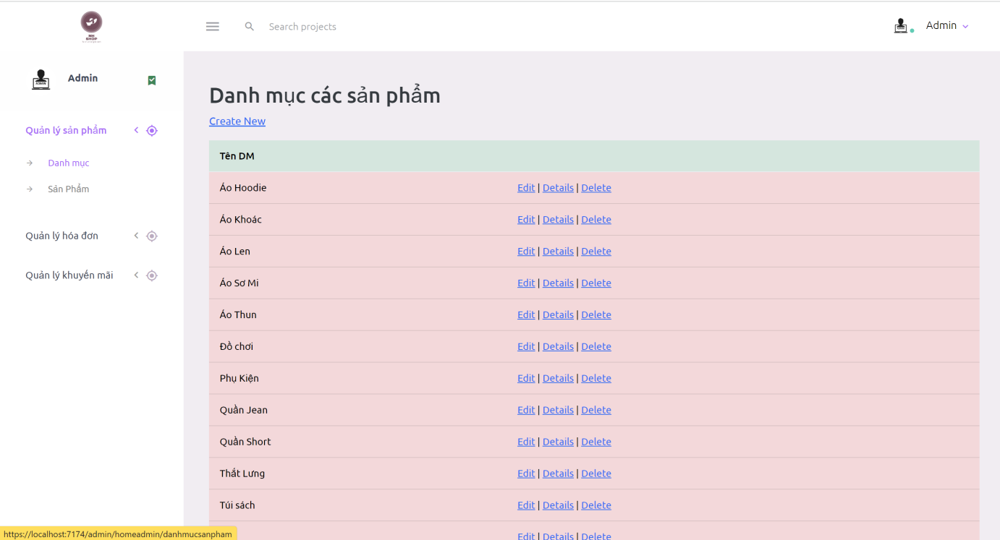 NH
SHOP
Search projects
Admin
Admin
Quản lý sản phẩm
Danh mục
Sản Phẩm
Quản lý hóa đơn
Quản lý khuyến mãi
Danh mục các sản phẩm
Create New
Tên DM
Áo Hoodie Edit | Details | Delete
Áo Khoác Edit | Details | Delete
Áo Len Edit | Details | Delete
Áo Sơ Mi Edit | Details | Delete
Áo Thun Edit | Details | Delete
Đồ chơi Edit | Details | Delete
Phụ Kiện Edit | Details | Delete
Quần Jean Edit | Details | Delete
Quần Short Edit | Details | Delete
Thắt Lưng Edit | Details | Delete
Túi sách Edit | Details | Delete
Edit | Details | Delete
https://localhost:7174/admin/homeadmin/danhmucsanpham